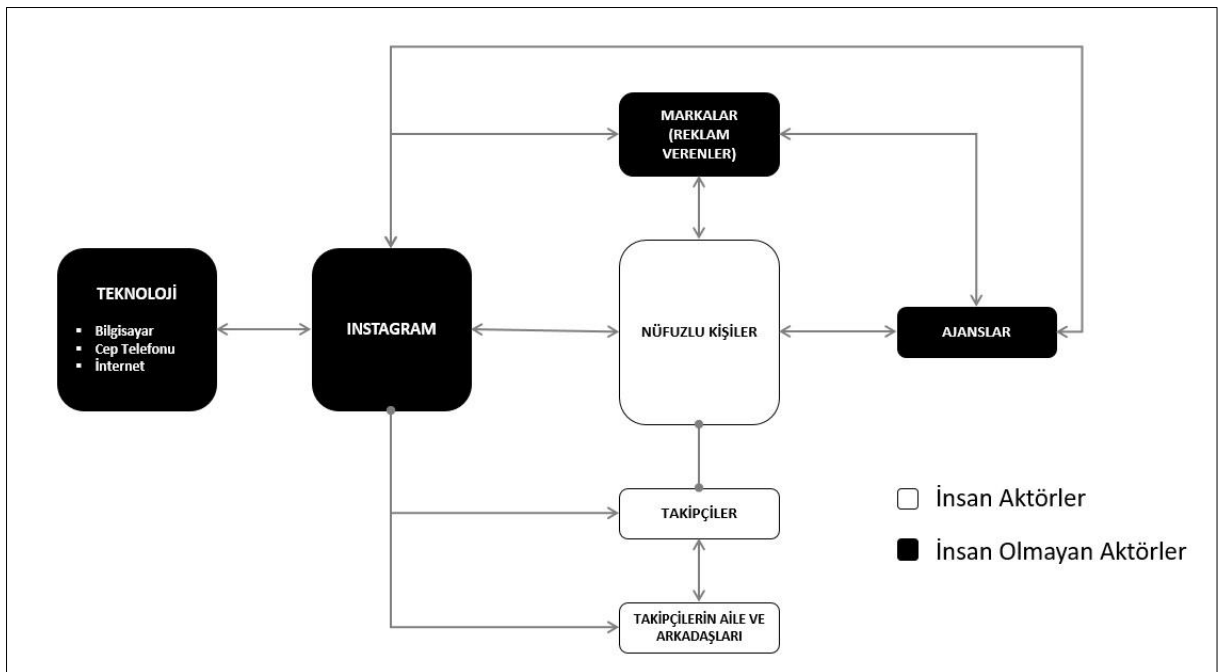 MARKALAR
(REKLAM
VERENLER)
TEKNOLOJİ
▪ Bilgisayar
▪ Cep Telefonu
▪ İnternet
INSTAGRAM
NÜFUZLU KİŞİLER
AJANSLAR
TAKİPÇİLER
TAKİPÇİLERİN AİLE VE
ARKADAŞLARI
İnsan Aktörler
İnsan Olmayan Aktörler